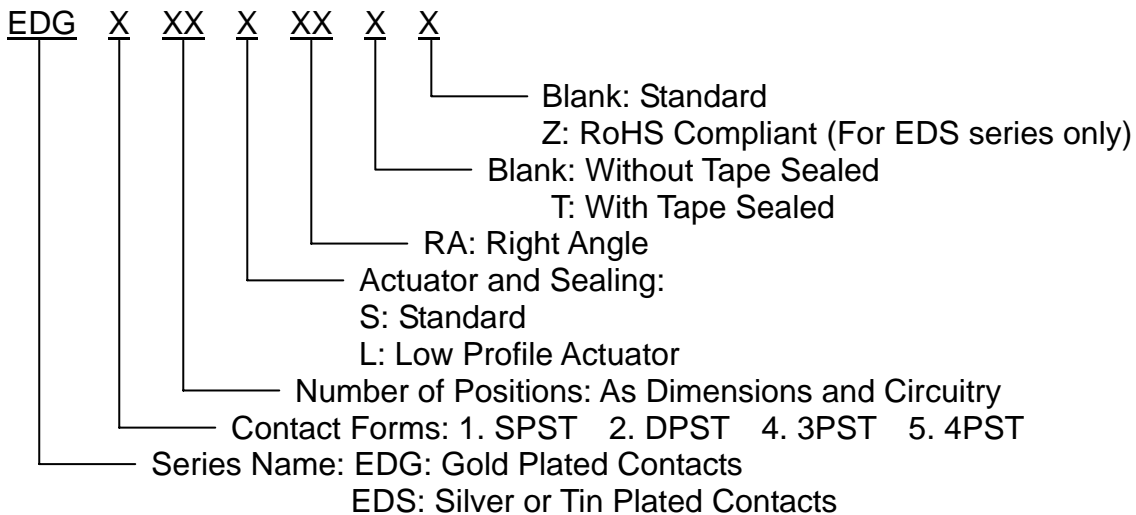 EDG X XX X XX X X
Blank: Standard
Z: RoHS Compliant (For EDS series only)
Blank: Without Tape Sealed
T: With Tape Sealed
RA: Right Angle
Actuator and Sealing:
S: Standard
L: Low Profile Actuator
Number of Positions: As Dimensions and Circuitry
Contact Forms: 1. SPST 2. DPST 4. 3PST 5. 4PST
Series Name: EDG: Gold Plated Contacts
EDS: Silver or Tin Plated Contacts